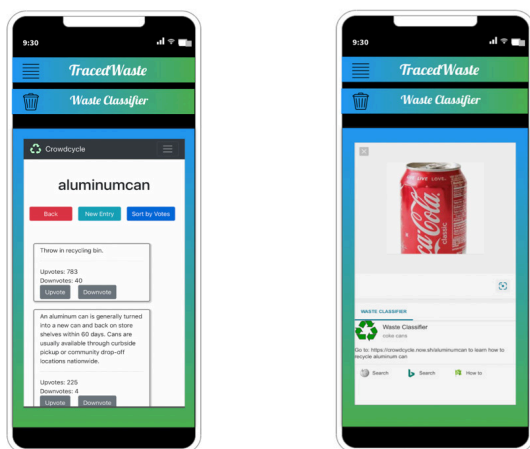 9:30
TracedWaste
Waste Classifier
Crowdcycle
aluminumcan
Back New Entry Sort by Votes
Throw in recycling bin.
Upvotes: 783
Downvotes: 40
Upvote Downvote
An aluminum can is generally turned
into a new can and back on store
shelves within 60 days. Cans are
usually available through curbside
pickup or community drop-off
locations nationwide.
Upvotes: 225
Downvotes: 4
Upvote Downvote
9:30
TracedWaste
Waste Classifier
Coca-Cola
classic
WASTE CLASSIFIER
Waste Classifier
coke cans
Go to: https://crowdcycle.now.sh/aluminumcan to learn how to
recycle aluminum can
Search Search How to